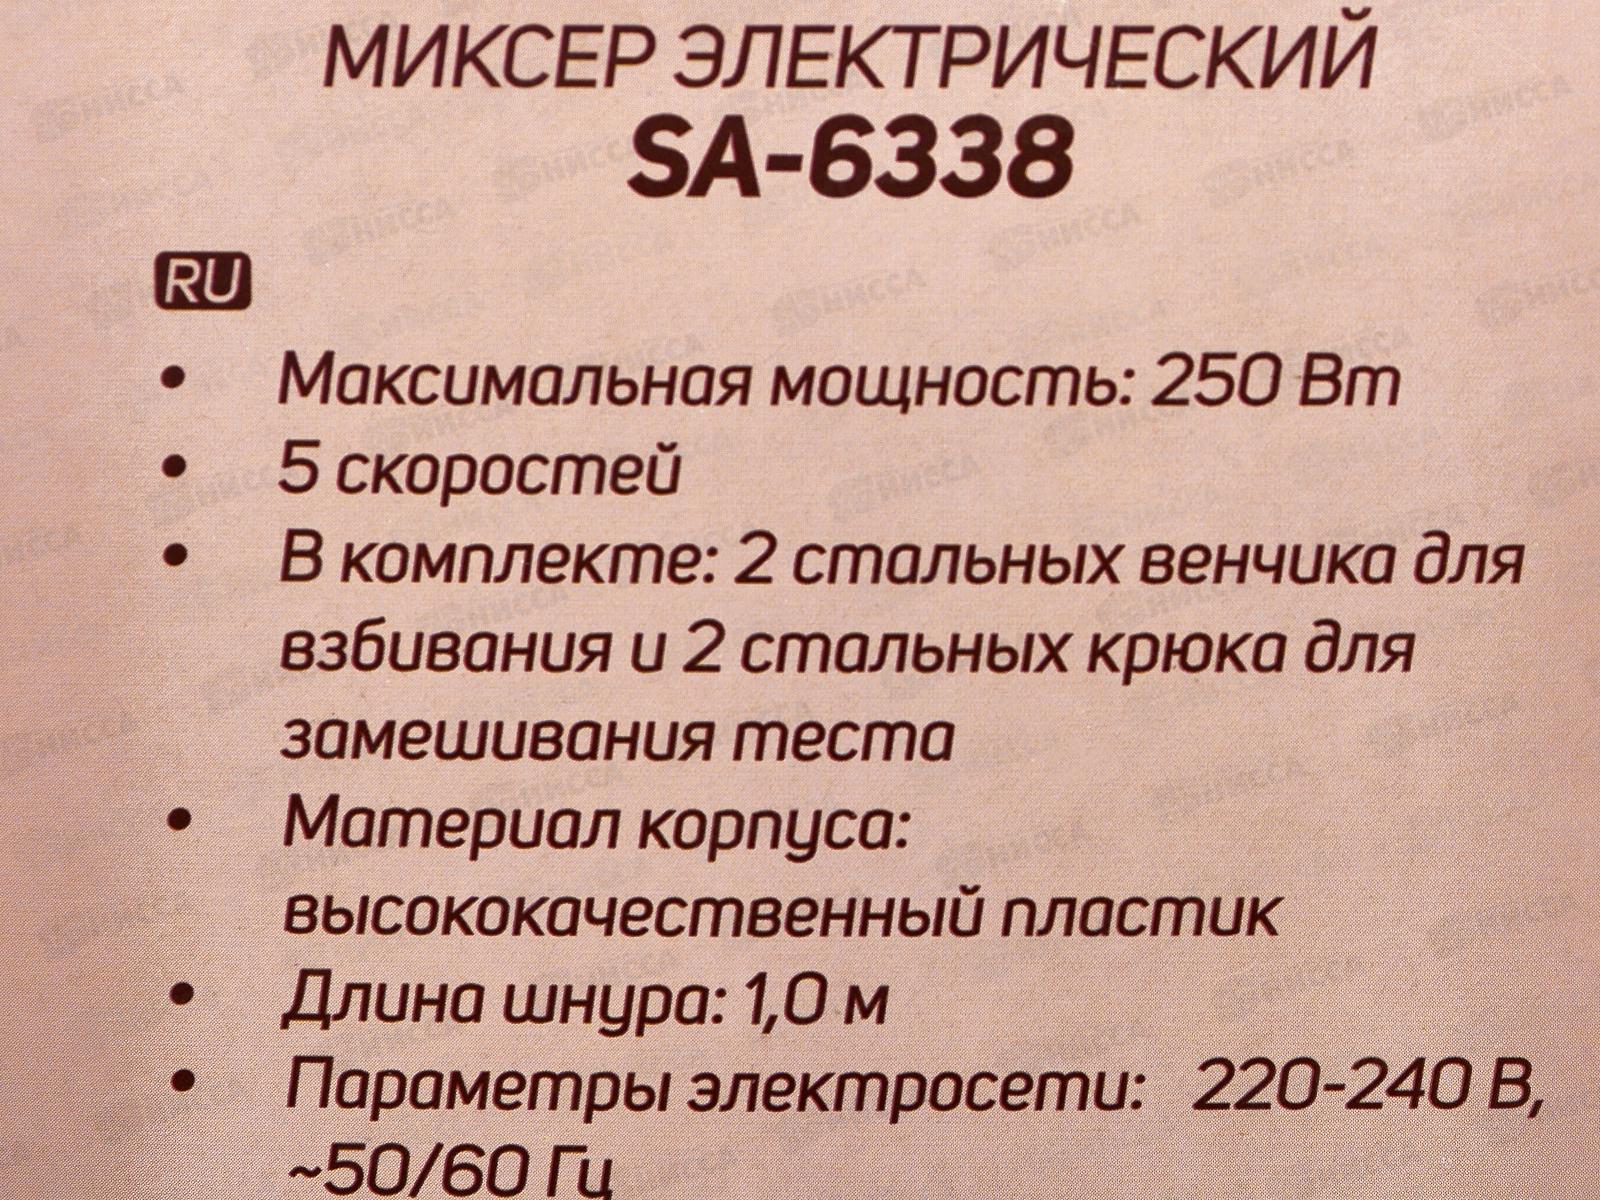 МИКСЕР ЭЛЕКТРИЧЕСКИЙ
SA-6338
RU
• Максимальная мощность: 250 Вт
• 5 скоростей
• В комплекте: 2 стальных венчика для
взбивания и 2 стальных крюка для
замешивания теста
• Материал корпуса:
высококачественный пластик
• Длина шнура: 1,0 м
• Параметры электросети: 220-240 В,
~50/60 Гц